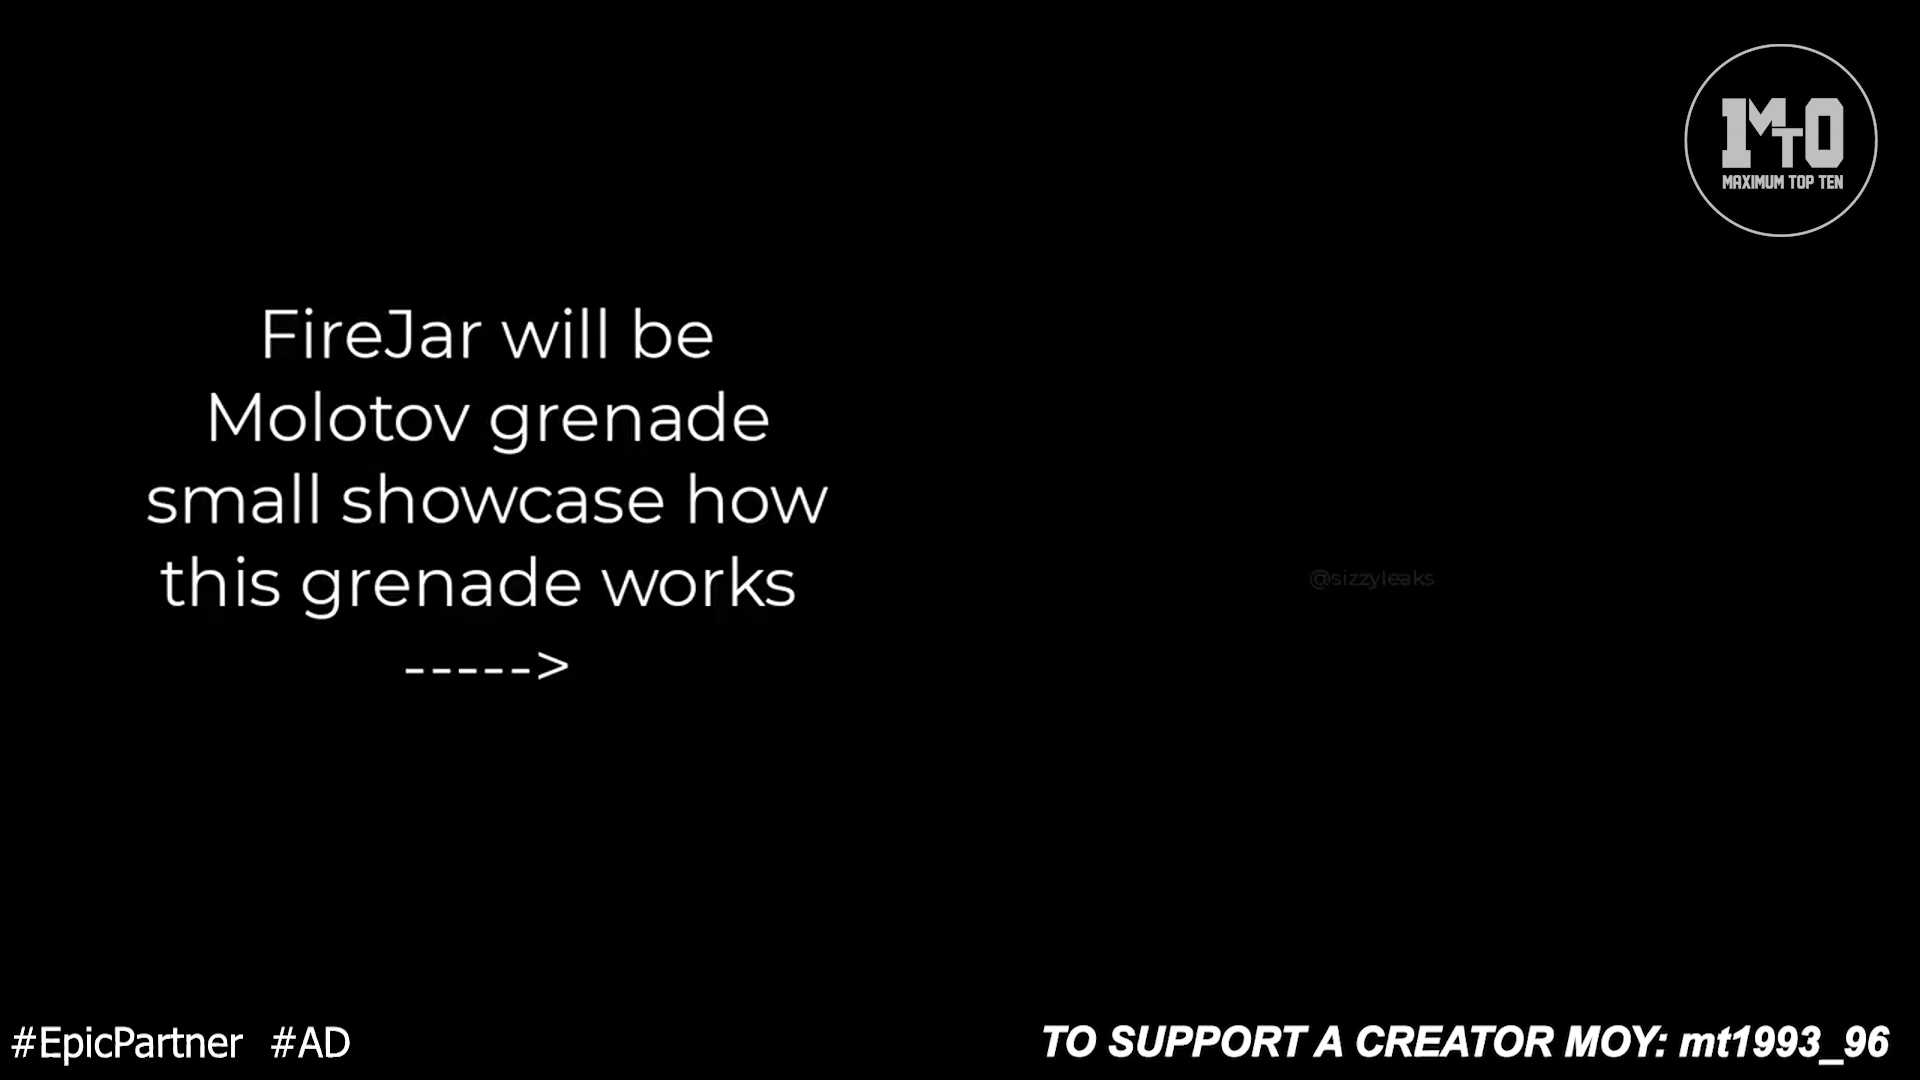 1MT0
MAXIMUM TOP TEN
FireJar will be
Molotov grenade
small showcase how
this grenade works
----->
@sizzyleaks
#EpicPartner #AD
TO SUPPORT A CREATOR MOY: mt1993_96